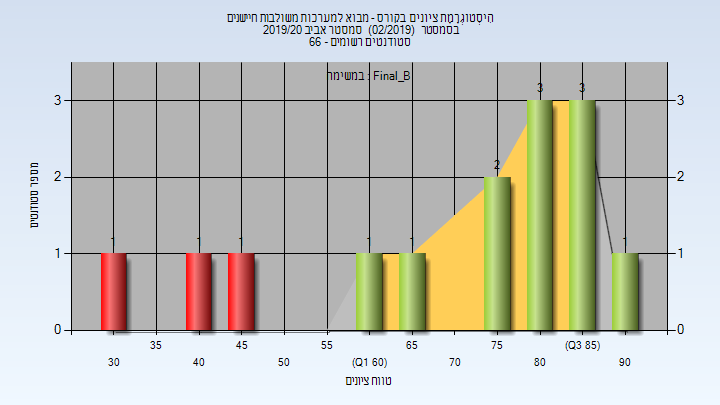 היסטוגרמת ציונים בקורס - מבוא למערכות משולבות חיישנים
בסמסטר (02/2019) סמסטר אביב 2019/20
סטודנטים רשומים - 66
במשימה : Final_B
מספר סטודנטים
3 3 3 3
2 2 2
1 1 1 1 1 1 1 1
0 0
35 45 55 65 75 (Q3 85)
30 40 50 (Q1 60) 70 80 90
טווח ציונים